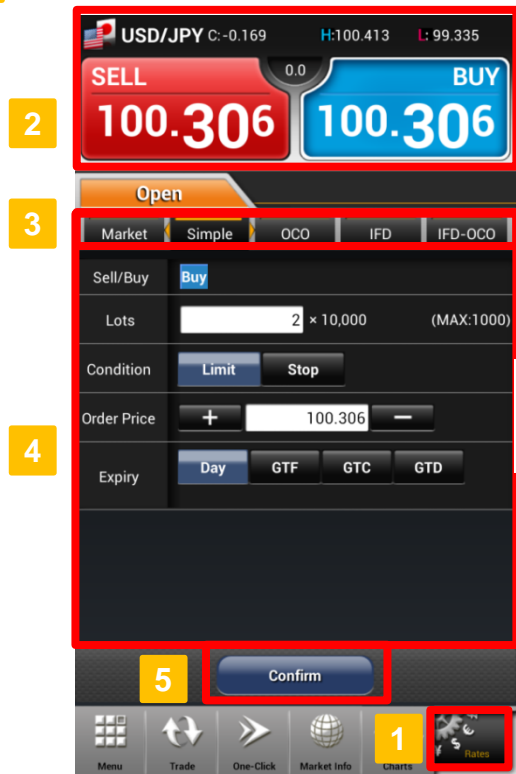 USD/JPY C:-0.169 H:100.413 L: 99.335
SELL 0.0 BUY
100.306 100.306
2
Open
3
Market Simple OCO IFD IFD-OCO
Sell/Buy Buy
Lots 2 × 10,000 (MAX:1000)
Condition Limit Stop
Order Price + 100.306 −
4
Expiry Day GTF GTC GTD
5
Confirm
1
Menu Trade One-Click Market Info Charts Rates